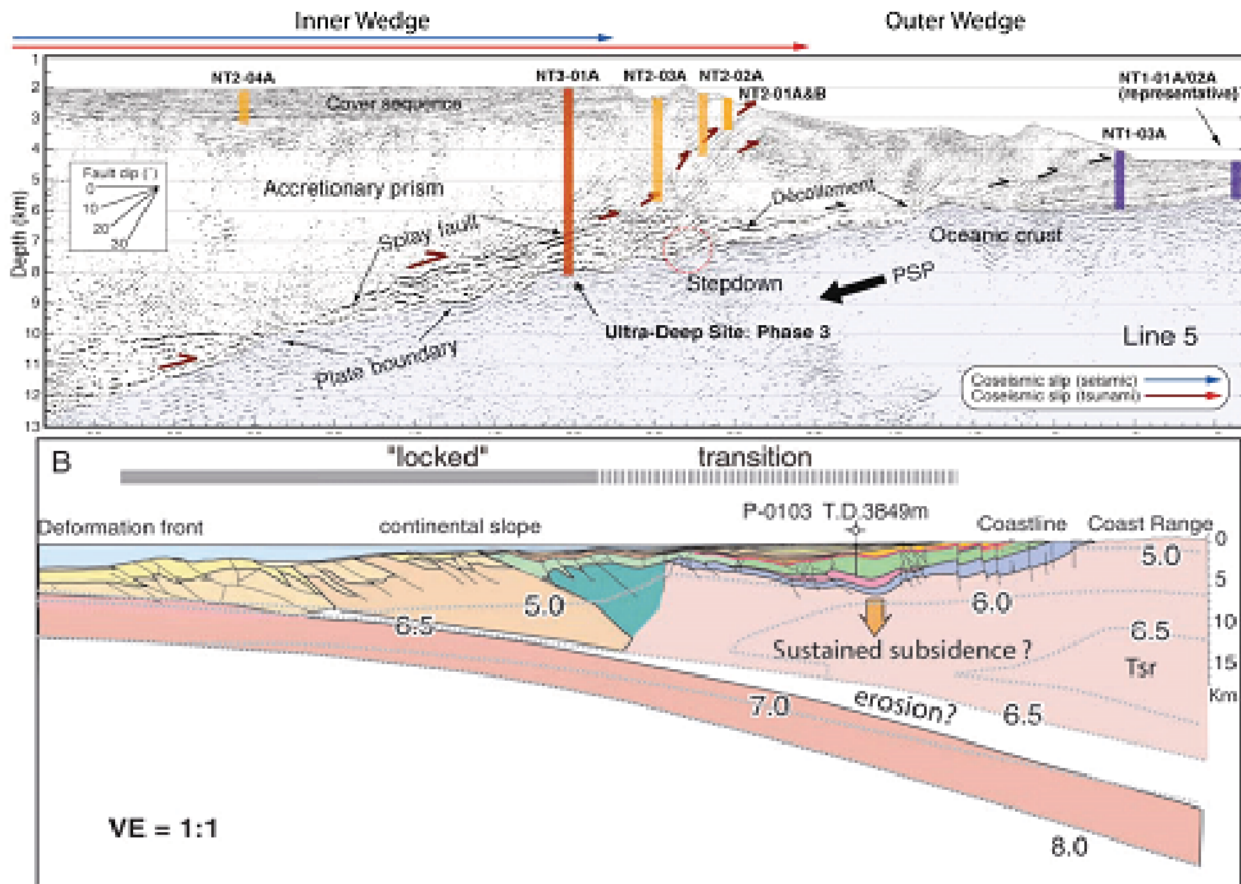 Inner Wedge
Outer Wedge
NT2-04A
NT3-01A
NT2-03A
NT2-02A
NT2-01A&B
NT1-01A/02A
(representative)
NT1-03A
Cover sequence
Accretionary prism
Fault dip (°)
0
10
20
30
Depth (km)
1
2
3
4
5
6
7
8
9
10
11
12
13
Splay fault
Décollement
Oceanic crust
Stepdown
PSP
Ultra-Deep Site: Phase 3
Plate boundary
Line 5
Coseismic slip (seismic)
Coseismic slip (tsunami)
B
"locked"
transition
P-0103 T.D.3849m
Deformation front
continental slope
Coastline
Coast Range
0
5
10
15
Km
5.0
5.0
6.0
6.5
6.5
Sustained subsidence ?
Tsr
erosion?
7.0
6.5
VE = 1:1
8.0